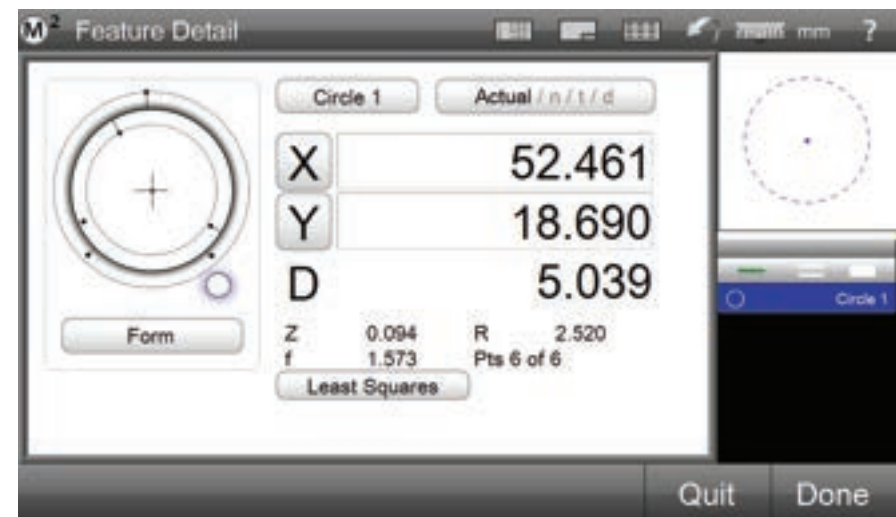 M² Feature Detail mm ?
Circle 1 Actual / n / t / d
X 52.461
Y 18.690
D 5.039
Form
Z 0.094 R 2.520
f 1.573 Pts 6 of 6
Least Squares
Circle 1
Quit Done